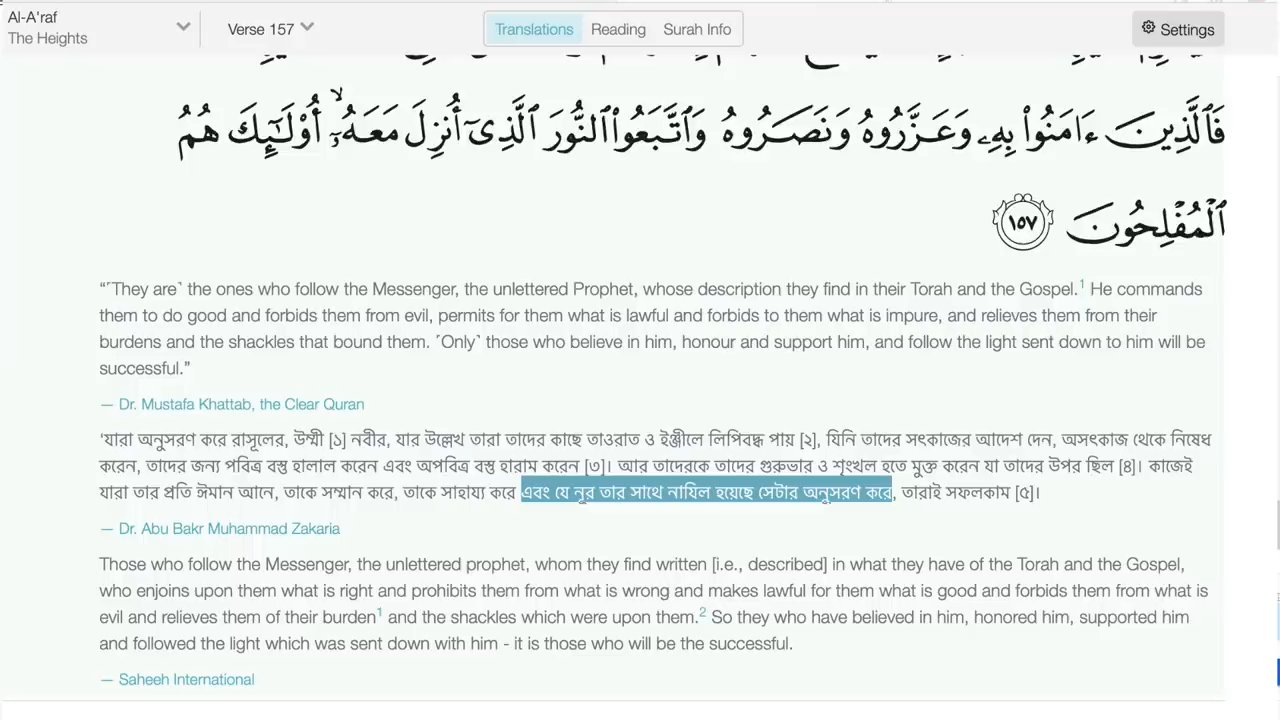 Al-A'raf
The Heights
Verse 157
Translations Reading Surah Info
Settings
فَٱلَّذِينَ ءَامَنُوا۟ بِهِۦ وَعَزَّرُوهُ وَنَصَرُوهُ وَٱتَّبَعُوا۟ ٱلنُّورَ ٱلَّذِىٓ أُنزِلَ مَعَهُۥٓ ۙ أُو۟لَـٰٓئِكَ هُمُ
ٱلْمُفْلِحُونَ ١٥٧
“˹They are˺ the ones who follow the Messenger, the unlettered Prophet, whose description they find in their Torah and the Gospel.1 He commands
them to do good and forbids them from evil, permits for them what is lawful and forbids to them what is impure, and relieves them from their
burdens and the shackles that bound them. ˹Only˺ those who believe in him, honour and support him, and follow the light sent down to him will be
successful.”
— Dr. Mustafa Khattab, the Clear Quran
‘যারা অনুসরণ করে রাসূলের, উম্মী [১] নবীর, যার উল্লেখ তারা তাদের কাছে তাওরাত ও ইঞ্জীলে লিপিবদ্ধ পায় [২], যিনি তাদের সৎকাজের আদেশ দেন, অসৎকাজ থেকে নিষেধ
করেন, তাদের জন্য পবিত্র বস্তু হালাল করেন এবং অপবিত্র বস্তু হারাম করেন [৩]। আর তাদেরকে তাদের গুরুভার ও শৃংখল হতে মুক্ত করেন যা তাদের উপর ছিল [৪]। কাজেই
যারা তার প্রতি ঈমান আনে, তাকে সম্মান করে, তাকে সাহায্য করে এবং যে নূর তার সাথে নাযিল হয়েছে সেটার অনুসরণ করে, তারাই সফলকাম [৫]।
— Dr. Abu Bakr Muhammad Zakaria
Those who follow the Messenger, the unlettered prophet, whom they find written [i.e., described] in what they have of the Torah and the Gospel,
who enjoins upon them what is right and prohibits them from what is wrong and makes lawful for them what is good and forbids them from what is
evil and relieves them of their burden1 and the shackles which were upon them.2 So they who have believed in him, honored him, supported him
and followed the light which was sent down with him - it is those who will be the successful.
— Saheeh International